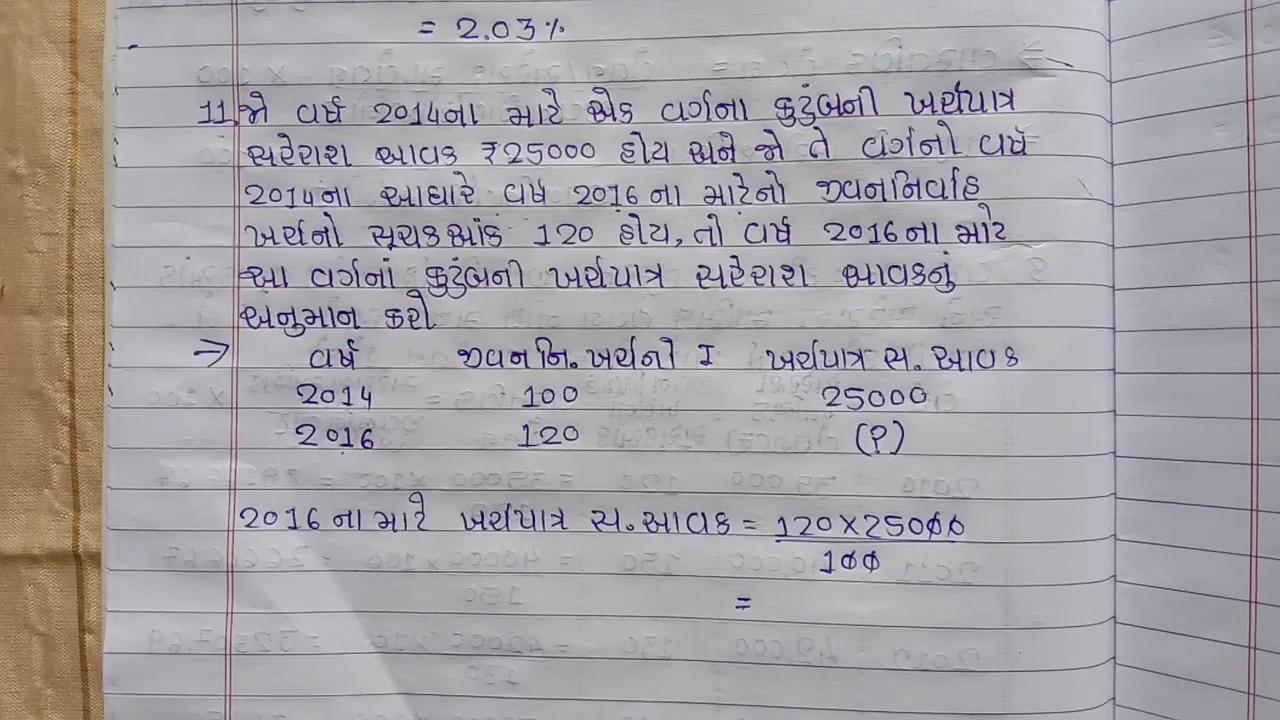 = 2.03%
11. જો વર્ષ 2014ના માટે એક વર્ગના કુટુંબની ખર્ચપાત્ર
સરેરાશ આવક ₹25000 હોય અને જો તે વર્ગનો વર્ષ
2014ના આધારે વર્ષ 2016 ના માટેનો જીવનનિર્વાહ
ખર્ચનો સૂચકઆંક 120 હોય, તો વર્ષ 2016ના માટે
આ વર્ગનાં કુટુંબની ખર્ચપાત્ર સરેરાશ આવકનું
અનુમાન કરો
→ વર્ષ જીવનનિ. ખર્ચનો I ખર્ચપાત્ર સ. આવક
2014 100 25000
2016 120 (?)
2016 ના માટે ખર્ચપાત્ર સ. આવક = 120 × 25000
100
=